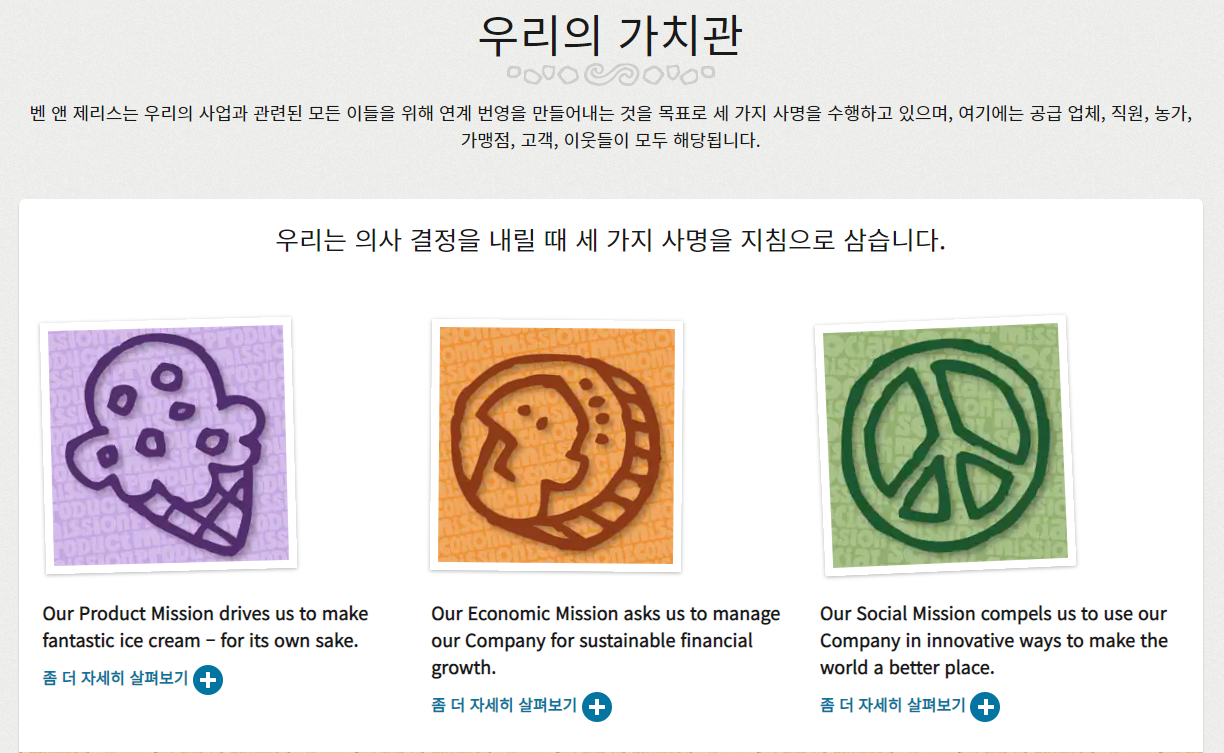 우리의 가치관
벤 앤 제리스는 우리의 사업과 관련된 모든 이들을 위해 연계 번영을 만들어내는 것을 목표로 세 가지 사명을 수행하고 있으며, 여기에는 공급 업체, 직원, 농가,
가맹점, 고객, 이웃들이 모두 해당됩니다.
우리는 의사 결정을 내릴 때 세 가지 사명을 지침으로 삼습니다.
Our Product Mission drives us to make
fantastic ice cream – for its own sake.
좀 더 자세히 살펴보기
Our Economic Mission asks us to manage
our Company for sustainable financial
growth.
좀 더 자세히 살펴보기
Our Social Mission compels us to use our
Company in innovative ways to make the
world a better place.
좀 더 자세히 살펴보기